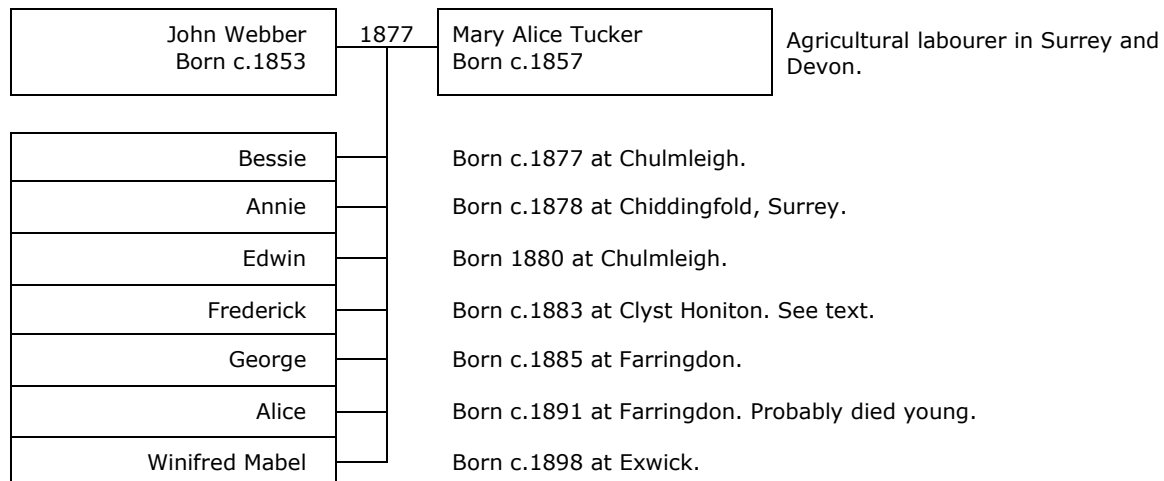 John Webber
Born c.1853
1877
Mary Alice Tucker
Born c.1857
Agricultural labourer in Surrey and
Devon.
Bessie
Born c.1877 at Chulmleigh.
Annie
Born c.1878 at Chiddingfold, Surrey.
Edwin
Born 1880 at Chulmleigh.
Frederick
Born c.1883 at Clyst Honiton. See text.
George
Born c.1885 at Farringdon.
Alice
Born c.1891 at Farringdon. Probably died young.
Winifred Mabel
Born c.1898 at Exwick.